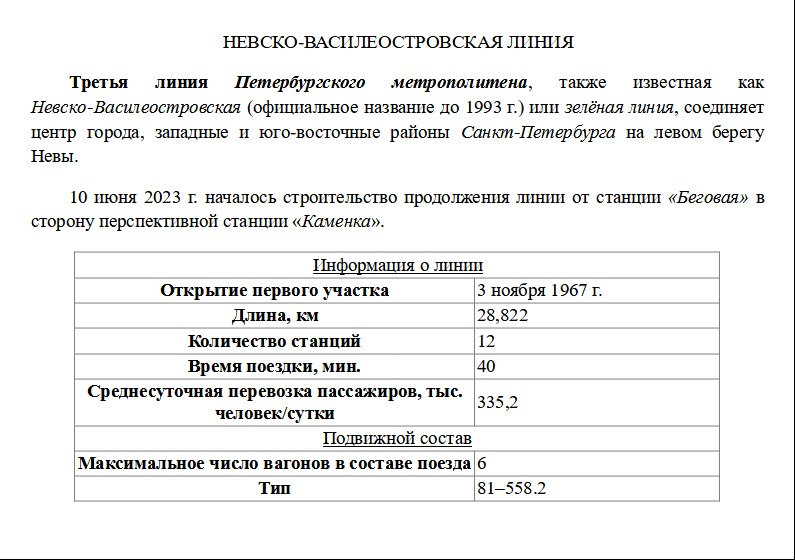 НЕВСКО-ВАСИЛЕОСТРОВСКАЯ ЛИНИЯ
Третья линия Петербургского метрополитена, также известная как
Невско-Василеостровская (официальное название до 1993 г.) или зелёная линия, соединяет
центр города, западные и юго-восточные районы Санкт-Петербурга на левом берегу
Невы.
10 июня 2023 г. началось строительство продолжения линии от станции «Беговая» в
сторону перспективной станции «Каменка».
Информация о линии
Открытие первого участка 3 ноября 1967 г.
Длина, км 28,822
Количество станций 12
Время поездки, мин. 40
Среднесуточная перевозка пассажиров, тыс.
человек/сутки 335,2
Подвижной состав
Максимальное число вагонов в составе поезда 6
Тип 81–558.2